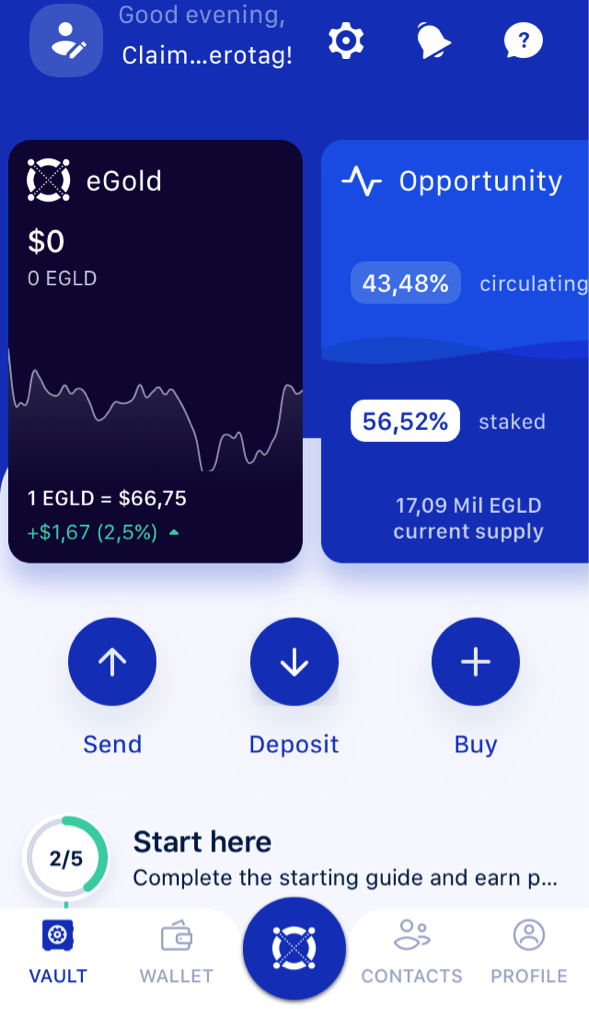 Good evening,
Claim...erotag!
?
eGold
$0
0 EGLD
1 EGLD = $66,75
+$1,67 (2,5%)
Opportunity
43,48% circulating
56,52% staked
17,09 Mil EGLD
current supply
Send
Deposit
Buy
2/5
Start here
Complete the starting guide and earn p...
VAULT
WALLET
CONTACTS
PROFILE